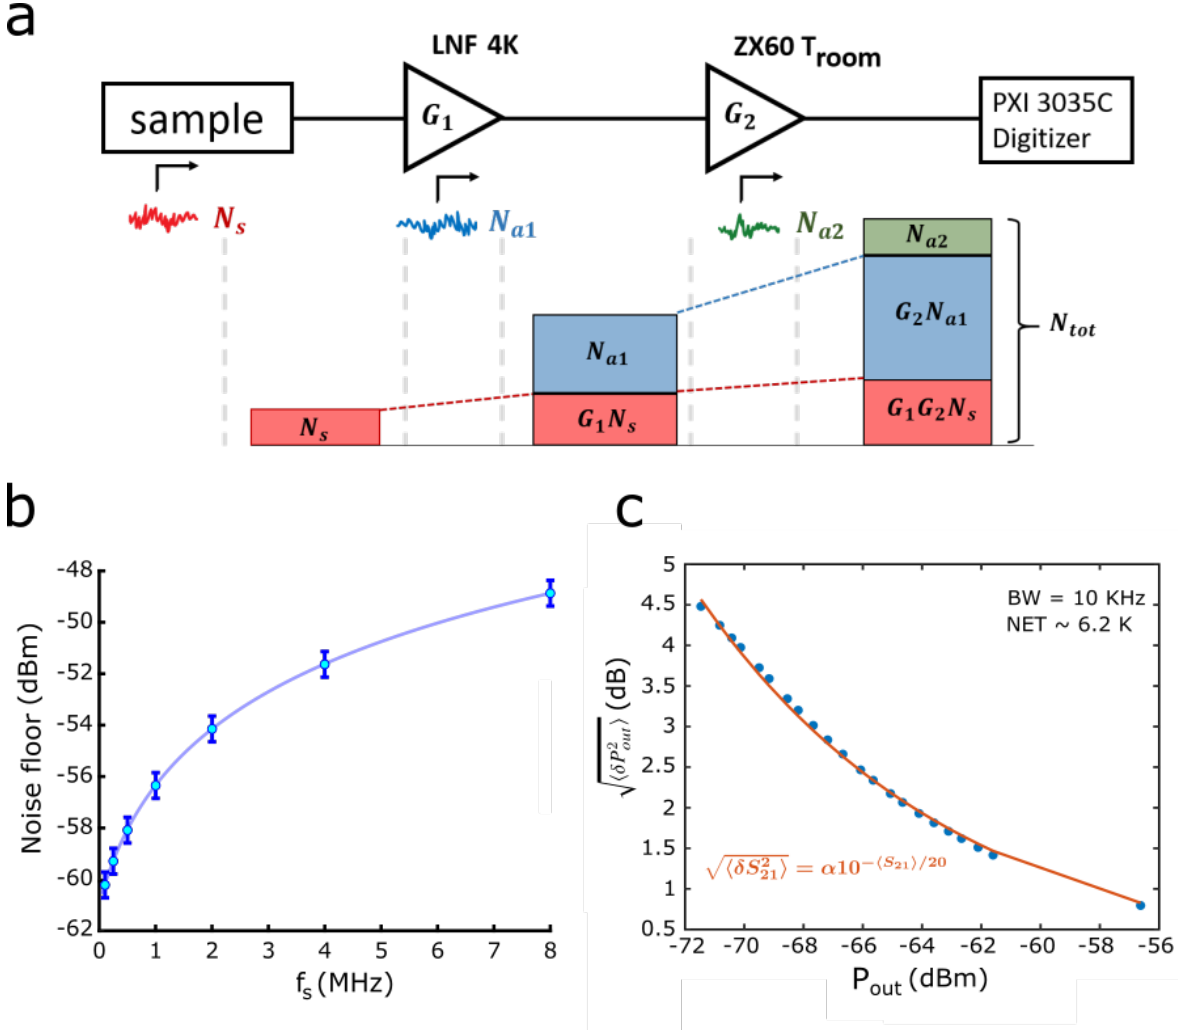 a
LNF 4K
ZX60 T_room
sample
G₁
G₂
PXI 3035C
Digitizer
Nₛ
Nₐ₁
Nₐ₂
Nₐ₂
G₂Nₐ₁
Nₜₒₜ
Nₐ₁
Nₛ
G₁Nₛ
G₁G₂Nₛ
b
Noise floor (dBm)
-48
-50
-52
-54
-56
-58
-60
-62
0 1 2 3 4 5 6 7 8
fₛ (MHz)
c
√⟨δP²ₒᵤₜ⟩ (dB)
5
4.5
4
3.5
3
2.5
2
1.5
1
0.5
BW = 10 KHz
NET ~ 6.2 K
√⟨δS²₂₁⟩ = α10^{-⟨S₂₁⟩/20}
-72 -70 -68 -66 -64 -62 -60 -58 -56
Pₒᵤₜ (dBm)